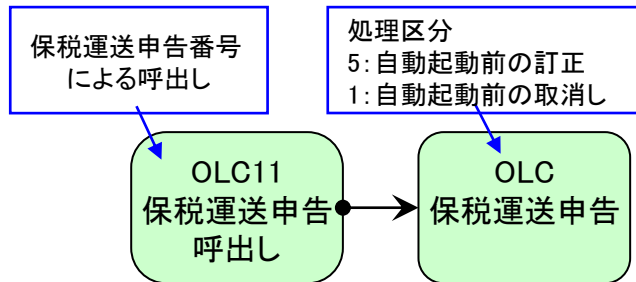 保税運送申告番号
による呼出し
処理区分
5:自動起動前の訂正
1:自動起動前の取消し
OLC11
保税運送申告
呼出し
OLC
保税運送申告